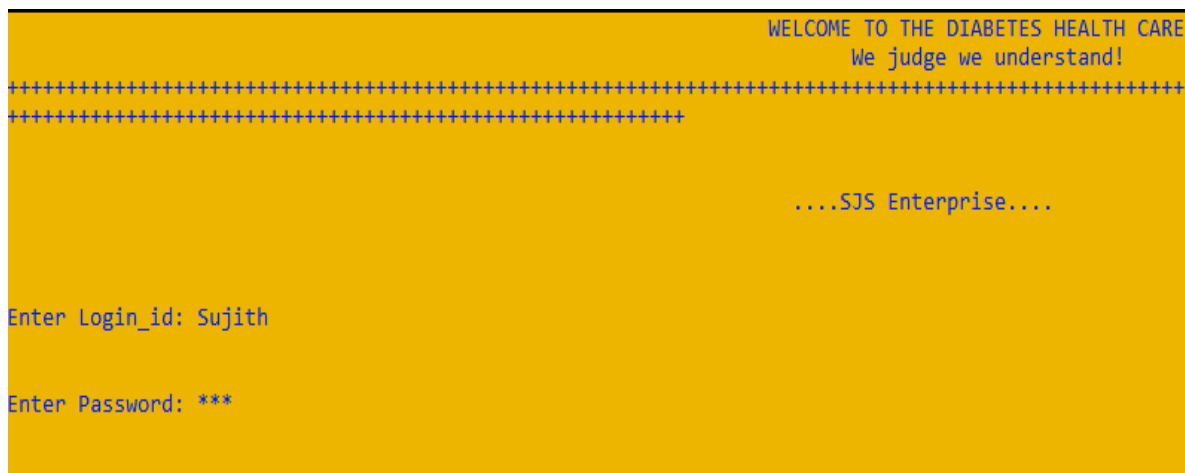 WELCOME TO THE DIABETES HEALTH CARE
We judge we understand!
++++++++++++++++++++++++++++++++++++++++++++++++++++++++++++++++++++++++++++++++++++++++++++++++++++
+++++++++++++++++++++++++++++++++++++++++++++++++++++++++
....SJS Enterprise....
Enter Login_id: Sujith
Enter Password: ***